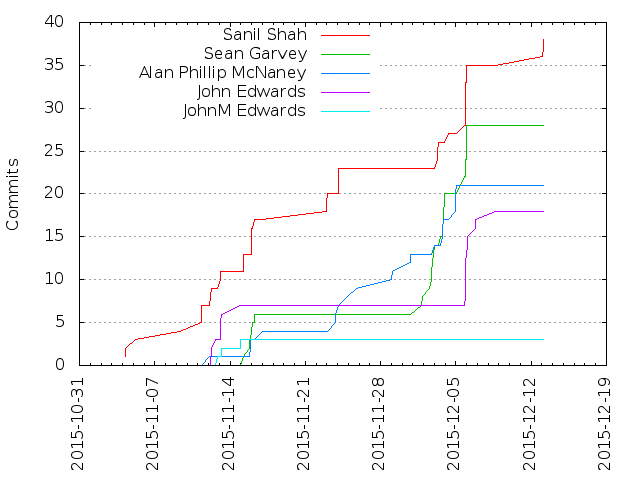 40
35
30
25
20
15
10
5
0
Commits
Sanil Shah
Sean Garvey
Alan Phillip McNaney
John Edwards
JohnM Edwards
2015-10-31
2015-11-07
2015-11-14
2015-11-21
2015-11-28
2015-12-05
2015-12-12
2015-12-19